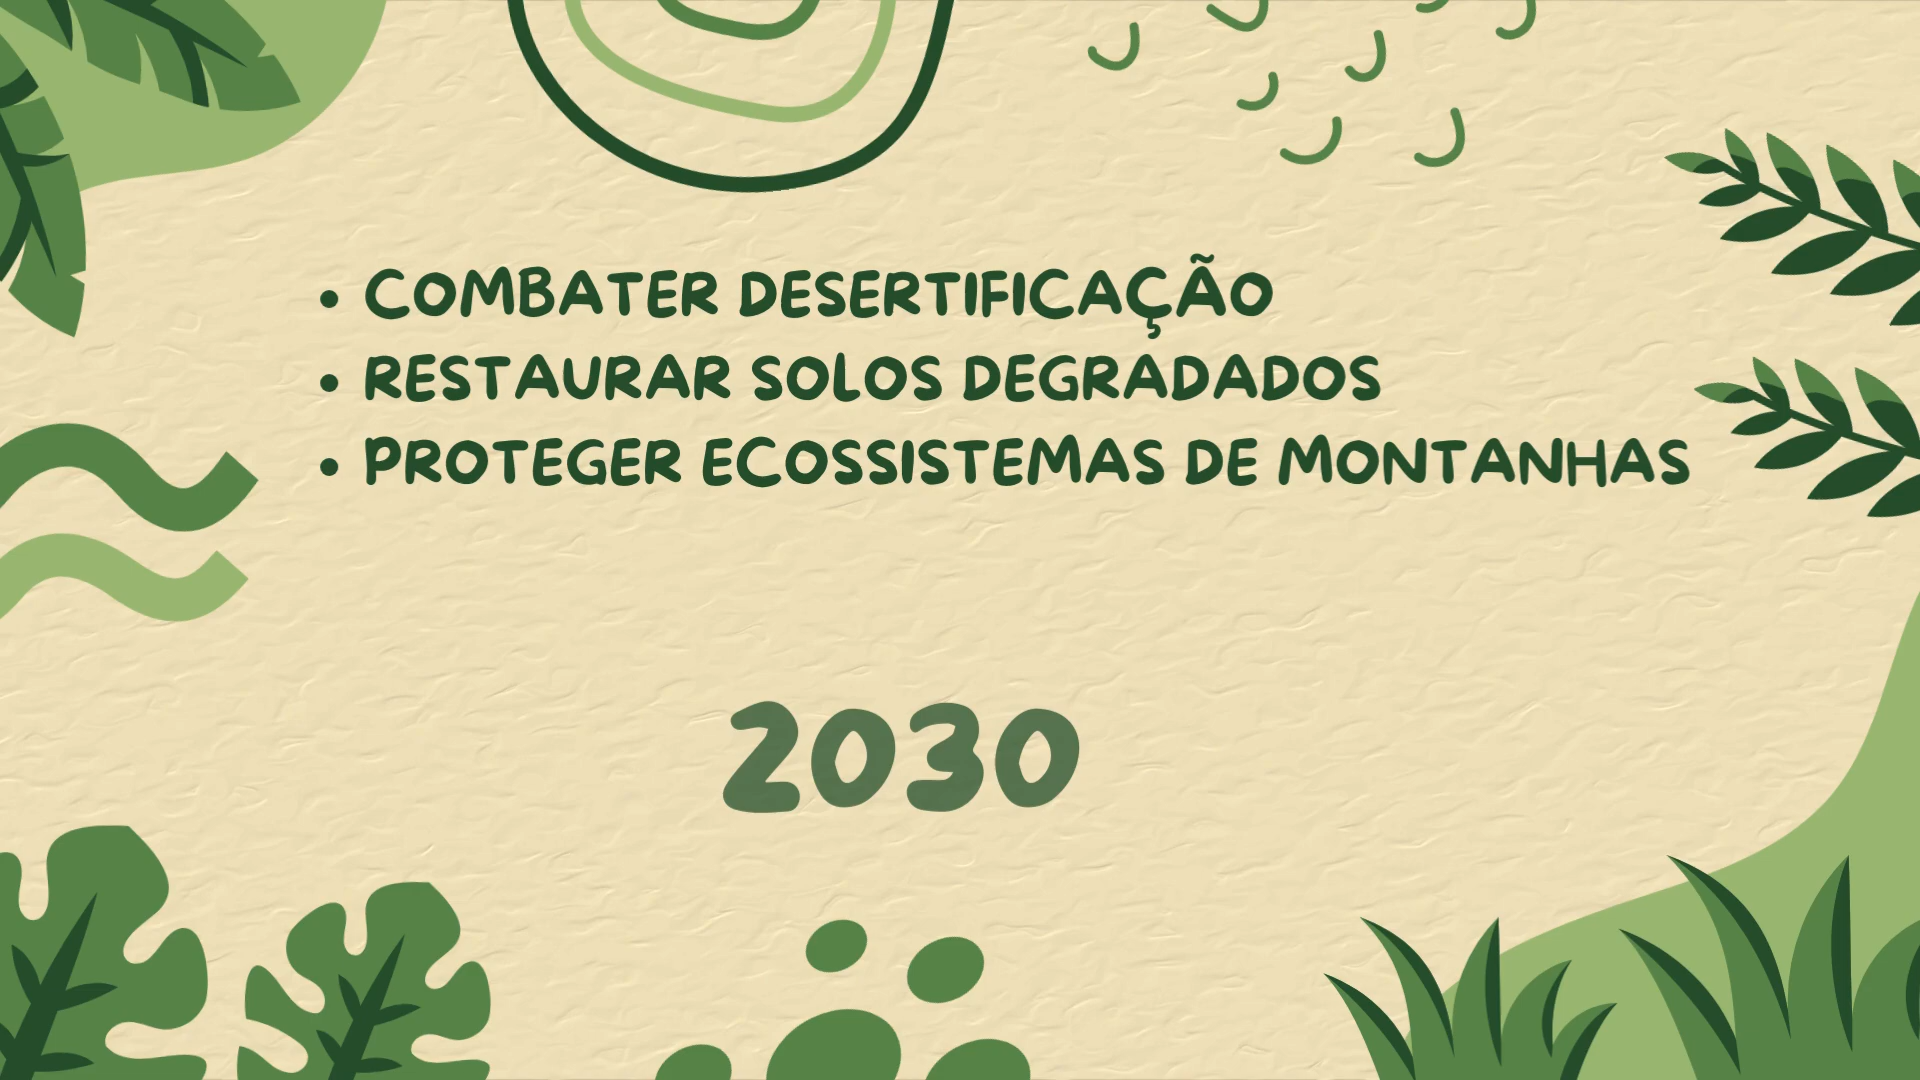 • COMBATER DESERTIFICAÇÃO
• RESTAURAR SOLOS DEGRADADOS
• PROTEGER ECOSSISTEMAS DE MONTANHAS
2030